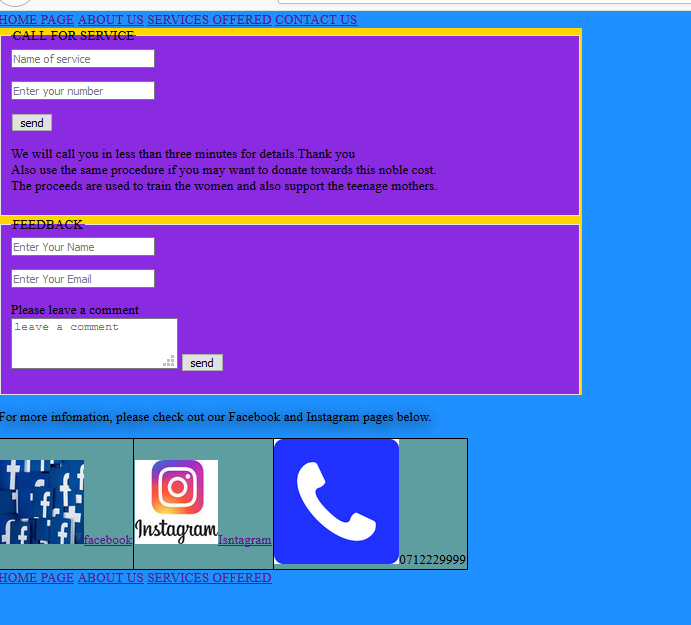 HOME PAGE ABOUT US SERVICES OFFERED CONTACT US
CALL FOR SERVICE
Name of service
Enter your number
send
We will call you in less than three minutes for details.Thank you
Also use the same procedure if you may want to donate towards this noble cost.
The proceeds are used to train the women and also support the teenage mothers.
FEEDBACK
Enter Your Name
Enter Your Email
Please leave a comment
leave a comment
send
For more infomation, please check out our Facebook and Instagram pages below.
Instagram
facebook Isntagram 0712229999
HOME PAGE ABOUT US SERVICES OFFERED